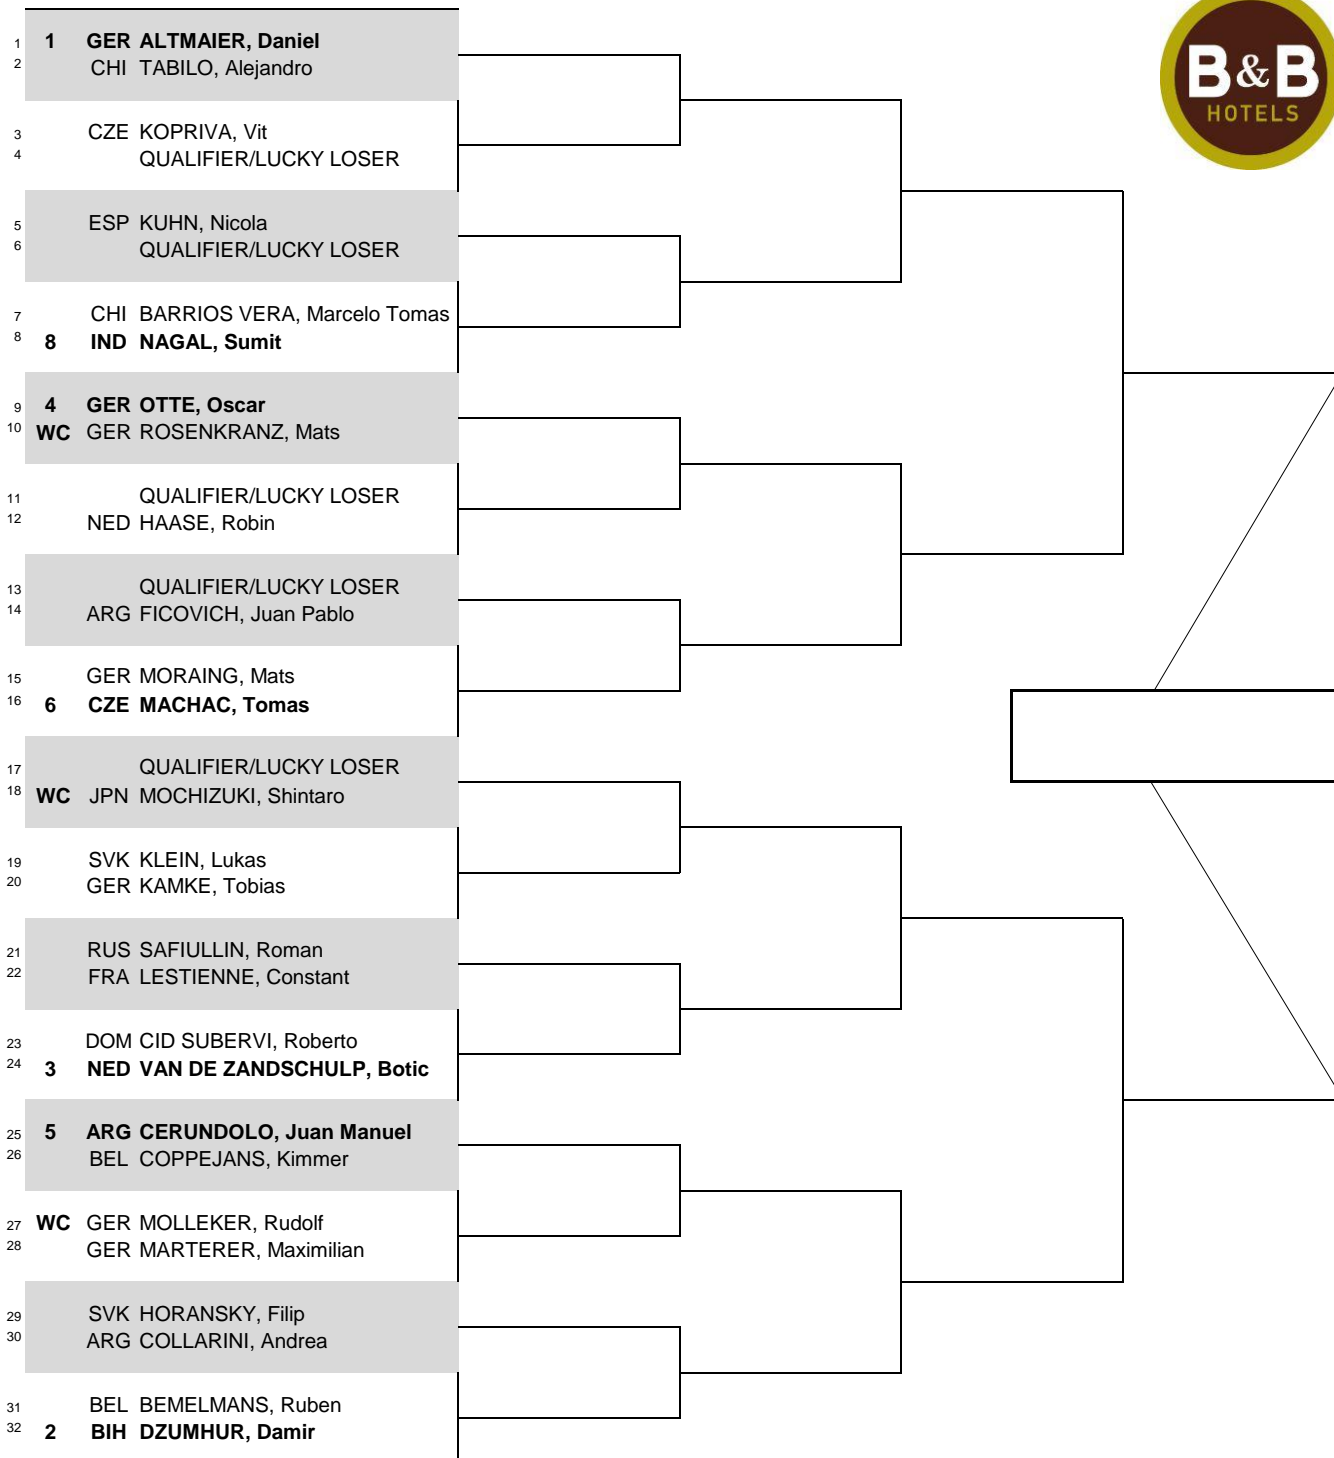 B&B
HOTELS
1 1 GER ALTMAIER, Daniel
2 CHI TABILO, Alejandro
3 CZE KOPRIVA, Vit
4 QUALIFIER/LUCKY LOSER
5 ESP KUHN, Nicola
6 QUALIFIER/LUCKY LOSER
7 CHI BARRIOS VERA, Marcelo Tomas
8 8 IND NAGAL, Sumit
9 4 GER OTTE, Oscar
10 WC GER ROSENKRANZ, Mats
11 QUALIFIER/LUCKY LOSER
12 NED HAASE, Robin
13 QUALIFIER/LUCKY LOSER
14 ARG FICOVICH, Juan Pablo
15 GER MORAING, Mats
16 6 CZE MACHAC, Tomas
17 QUALIFIER/LUCKY LOSER
18 WC JPN MOCHIZUKI, Shintaro
19 SVK KLEIN, Lukas
20 GER KAMKE, Tobias
21 RUS SAFIULLIN, Roman
22 FRA LESTIENNE, Constant
23 DOM CID SUBERVI, Roberto
24 3 NED VAN DE ZANDSCHULP, Botic
25 5 ARG CERUNDOLO, Juan Manuel
26 BEL COPPEJANS, Kimmer
27 WC GER MOLLEKER, Rudolf
28 GER MARTERER, Maximilian
29 SVK HORANSKY, Filip
30 ARG COLLARINI, Andrea
31 BEL BEMELMANS, Ruben
32 2 BIH DZUMHUR, Damir